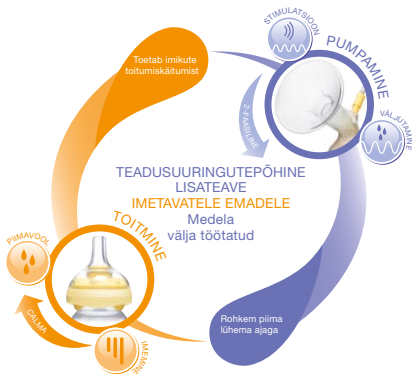 STIMULATSIOON
PUMPAMINE
Toetab imikute
toitumiskäitumist
2-FAASILINE
VÄLJUTAMINE
TEADUSUURINGUTEPÕHINE
LISATEAVE
IMETAVATELE EMADELE
Medela
välja töötatud
TOITMINE
PIIMAVOOL
CALMA
IMEMINE
Rohkem piima
lühema ajaga